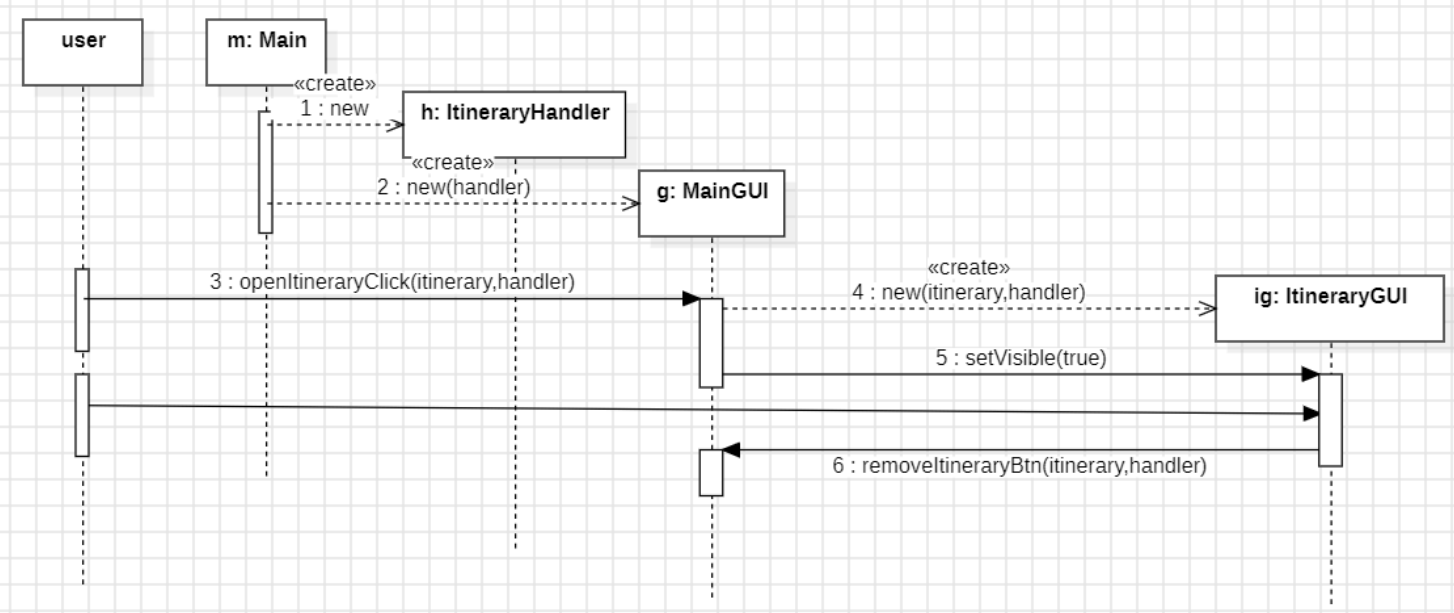 user
m: Main
«create»
1 : new
h: ItineraryHandler
«create»
2 : new(handler)
g: MainGUI
3 : openItineraryClick(itinerary,handler)
«create»
4 : new(itinerary,handler)
ig: ItineraryGUI
5 : setVisible(true)
6 : removeItineraryBtn(itinerary,handler)